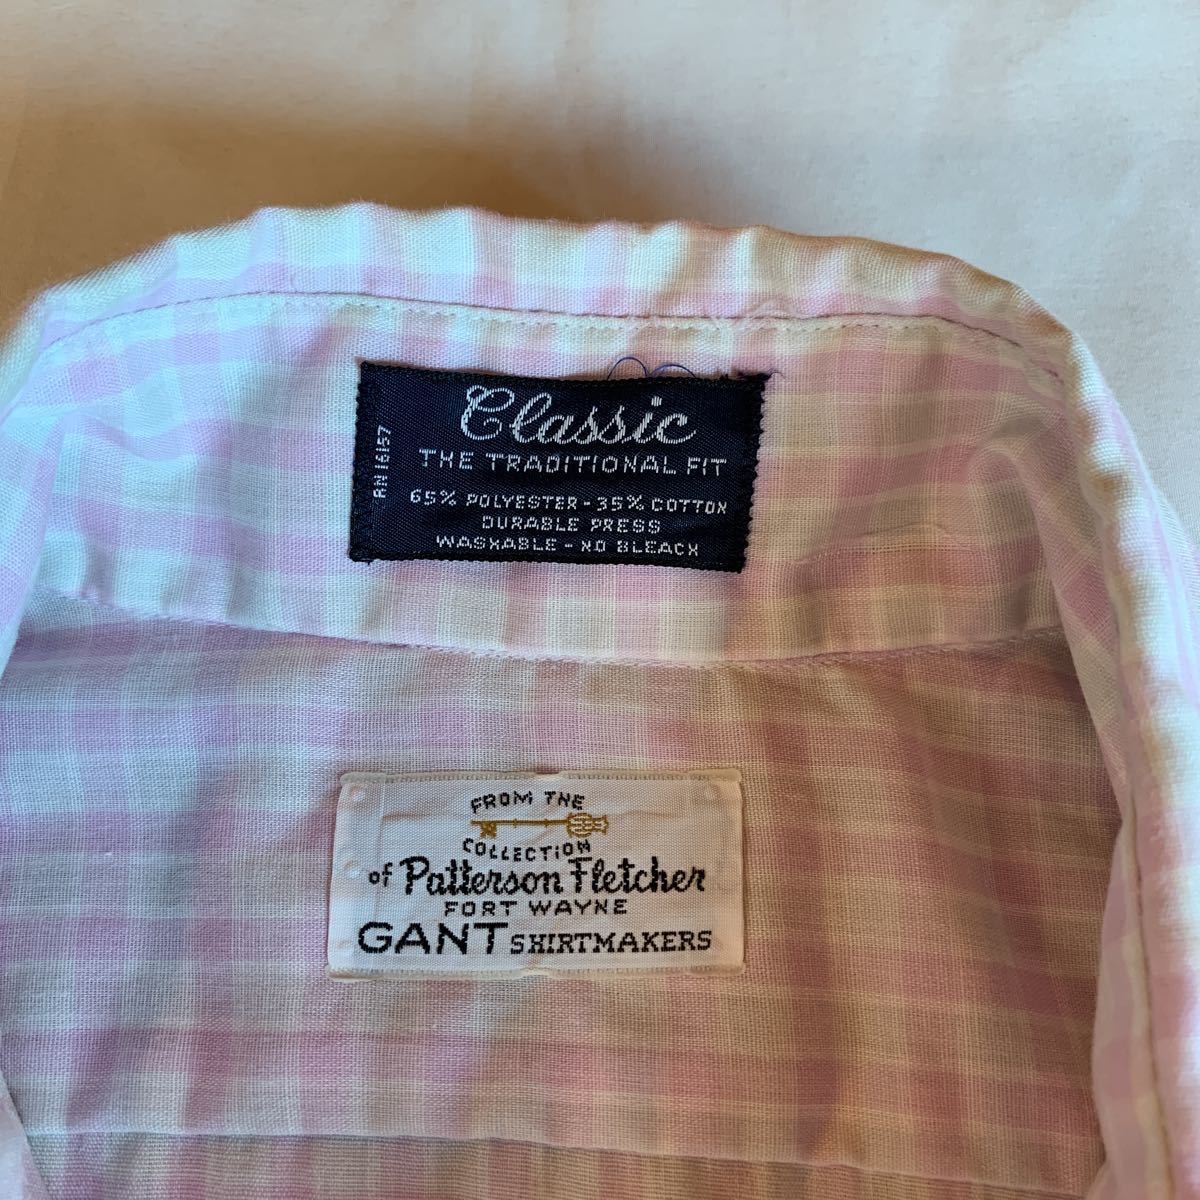 Classic
THE TRADITIONAL FIT
65% POLYESTER - 35% COTTON
DURABLE PRESS
WASHABLE - NO BLEACH
RN 16157
FROM THE
COLLECTION
of Patterson Fletcher
FORT WAYNE
GANT SHIRTMAKERS